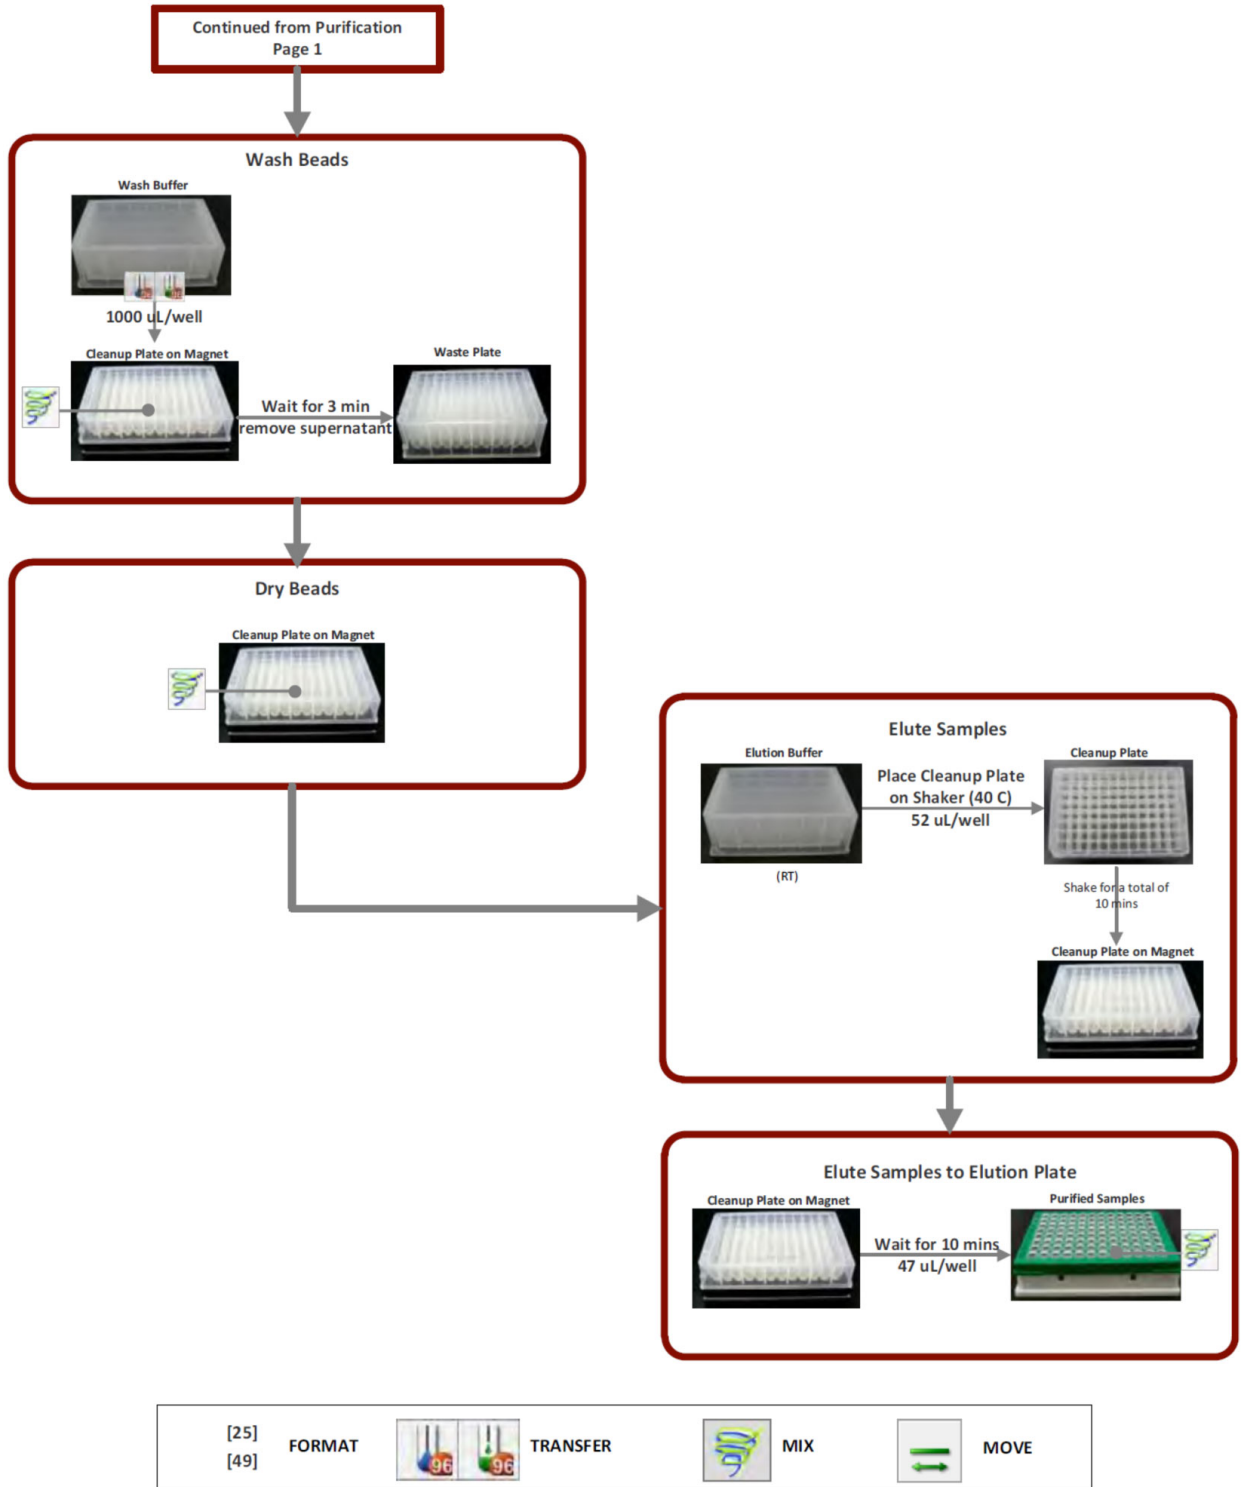 Continued from Purification
Page 1
Wash Beads
Wash Buffer
96 96
1000 uL/well
Cleanup Plate on Magnet
Wait for 3 min
remove supernatant
Waste Plate
Dry Beads
Cleanup Plate on Magnet
Elute Samples
Elution Buffer
(RT)
Place Cleanup Plate
on Shaker (40 C)
52 uL/well
Cleanup Plate
Shake for a total of
10 mins
Cleanup Plate on Magnet
Elute Samples to Elution Plate
Cleanup Plate on Magnet
Wait for 10 mins
47 uL/well
Purified Samples
[25]
[49]
FORMAT
96 96
TRANSFER
MIX
MOVE